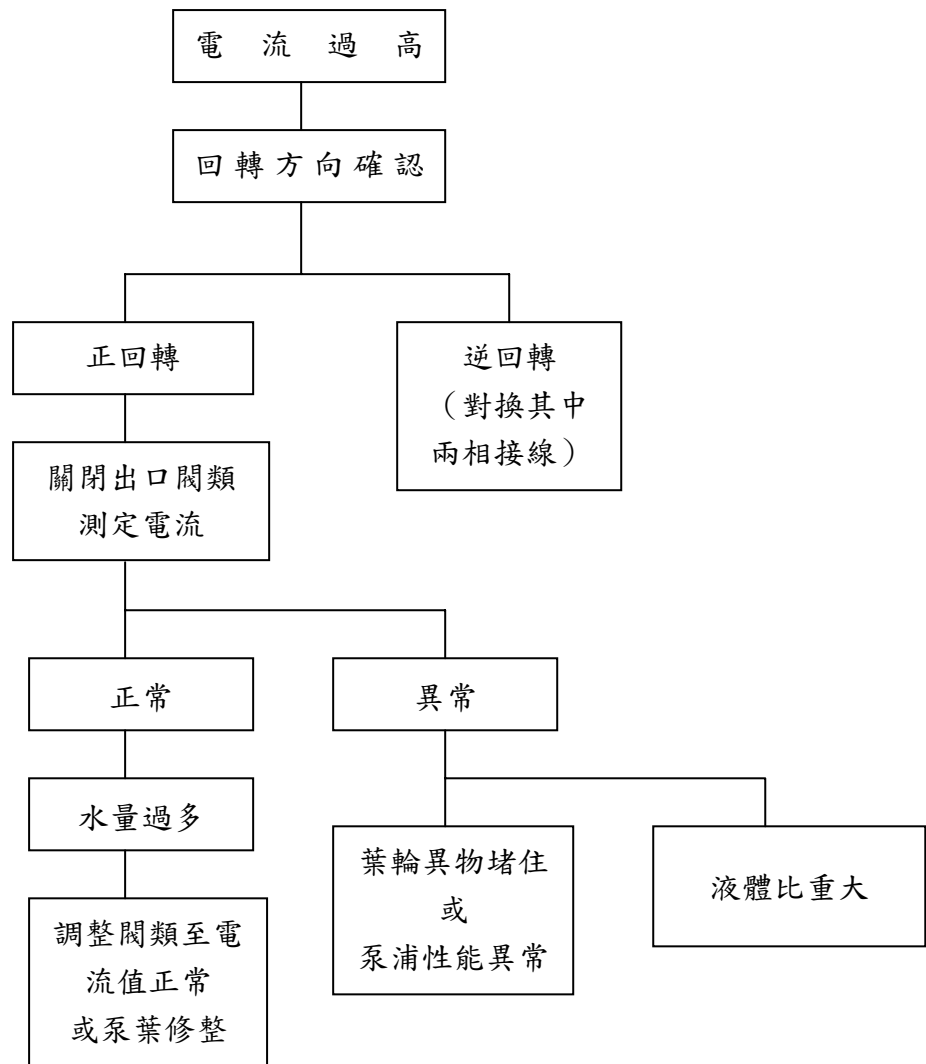 電流過高
回轉方向確認
正回轉
逆回轉
（對換其中
兩相接線）
關閉出口閥類
測定電流
正常
異常
水量過多
葉輪異物堵住
或
泵浦性能異常
液體比重大
調整閥類至電
流值正常
或泵葉修整